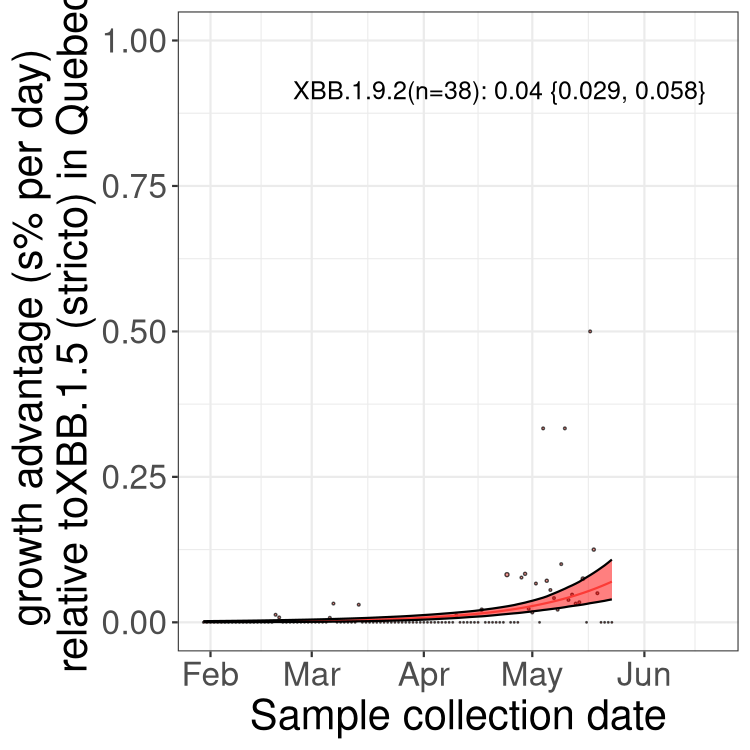 growth advantage (s% per day)
relative toXBB.1.5 (stricto) in Quebec
1.00
0.75
0.50
0.25
0.00
XBB.1.9.2(n=38): 0.04 {0.029, 0.058}
Feb Mar Apr May Jun
Sample collection date